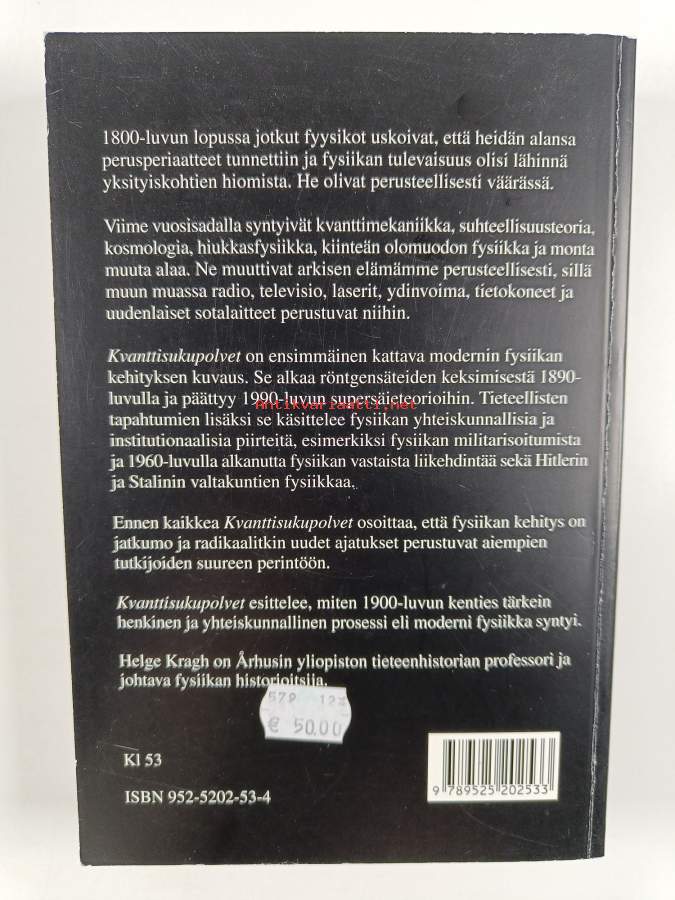 1800-luvun lopussa jotkut fyysikot uskoivat, että heidän alansa
perusperiaatteet tunnettiin ja fysiikan tulevaisuus olisi lähinnä
yksityiskohtien hiomista. He olivat perusteellisesti väärässä.
Viime vuosisadalla syntyivät kvanttimekaniikka, suhteellisuusteoria,
kosmologia, hiukkasfysiikka, kiinteän olomuodon fysiikka ja monta
muuta alaa. Ne muuttivat arkisen elämämme perusteellisesti, sillä
muun muassa radio, televisio, laserit, ydinvoima, tietokoneet ja
uudenlaiset sotalaitteet perustuvat niihin.
Kvanttisukupolvet on ensimmäinen kattava modernin fysiikan
kehityksen kuvaus. Se alkaa röntgensäteiden keksimisestä 1890-
luvulla ja päättyy 1990-luvun supersäieteorioihin. Tieteellisten
Antikvariaatti.net
tapahtumien lisäksi se käsittelee fysiikan yhteiskunnallisia ja
institutionaalisia piirteitä, esimerkiksi fysiikan militarisoitumista
ja 1960-luvulla alkanutta fysiikan vastaista liikehdintää sekä Hitlerin
ja Stalinin valtakuntien fysiikkaa.
Ennen kaikkea Kvanttisukupolvet osoittaa, että fysiikan kehitys on
jatkumo ja radikaalitkin uudet ajatukset perustuvat aiempien
tutkijoiden suureen perintöön.
Kvanttisukupolvet esittelee, miten 1900-luvun kenties tärkein
henkinen ja yhteiskunnallinen prosessi eli moderni fysiikka syntyi.
Helge Kragh on Århusin yliopiston tieteenhistorian professori ja
johtava fysiikan historioitsija.
579
€ 50.00
Kl 53
ISBN 952-5202-53-4
9 789525 202533